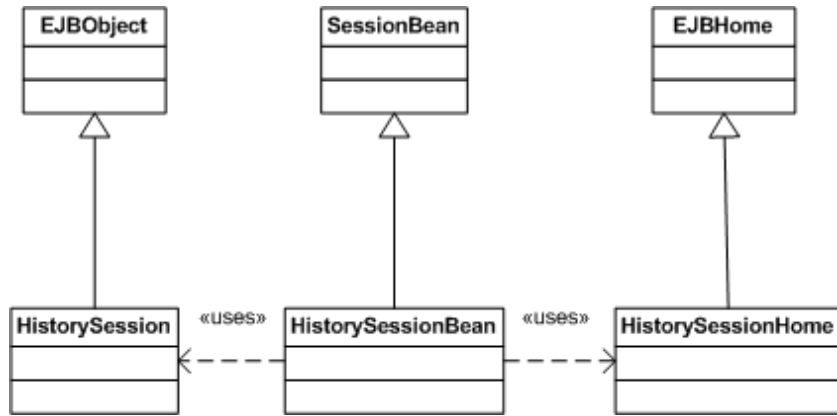 EJBObject
SessionBean
EJBHome
HistorySession
«uses»
HistorySessionBean
«uses»
HistorySessionHome